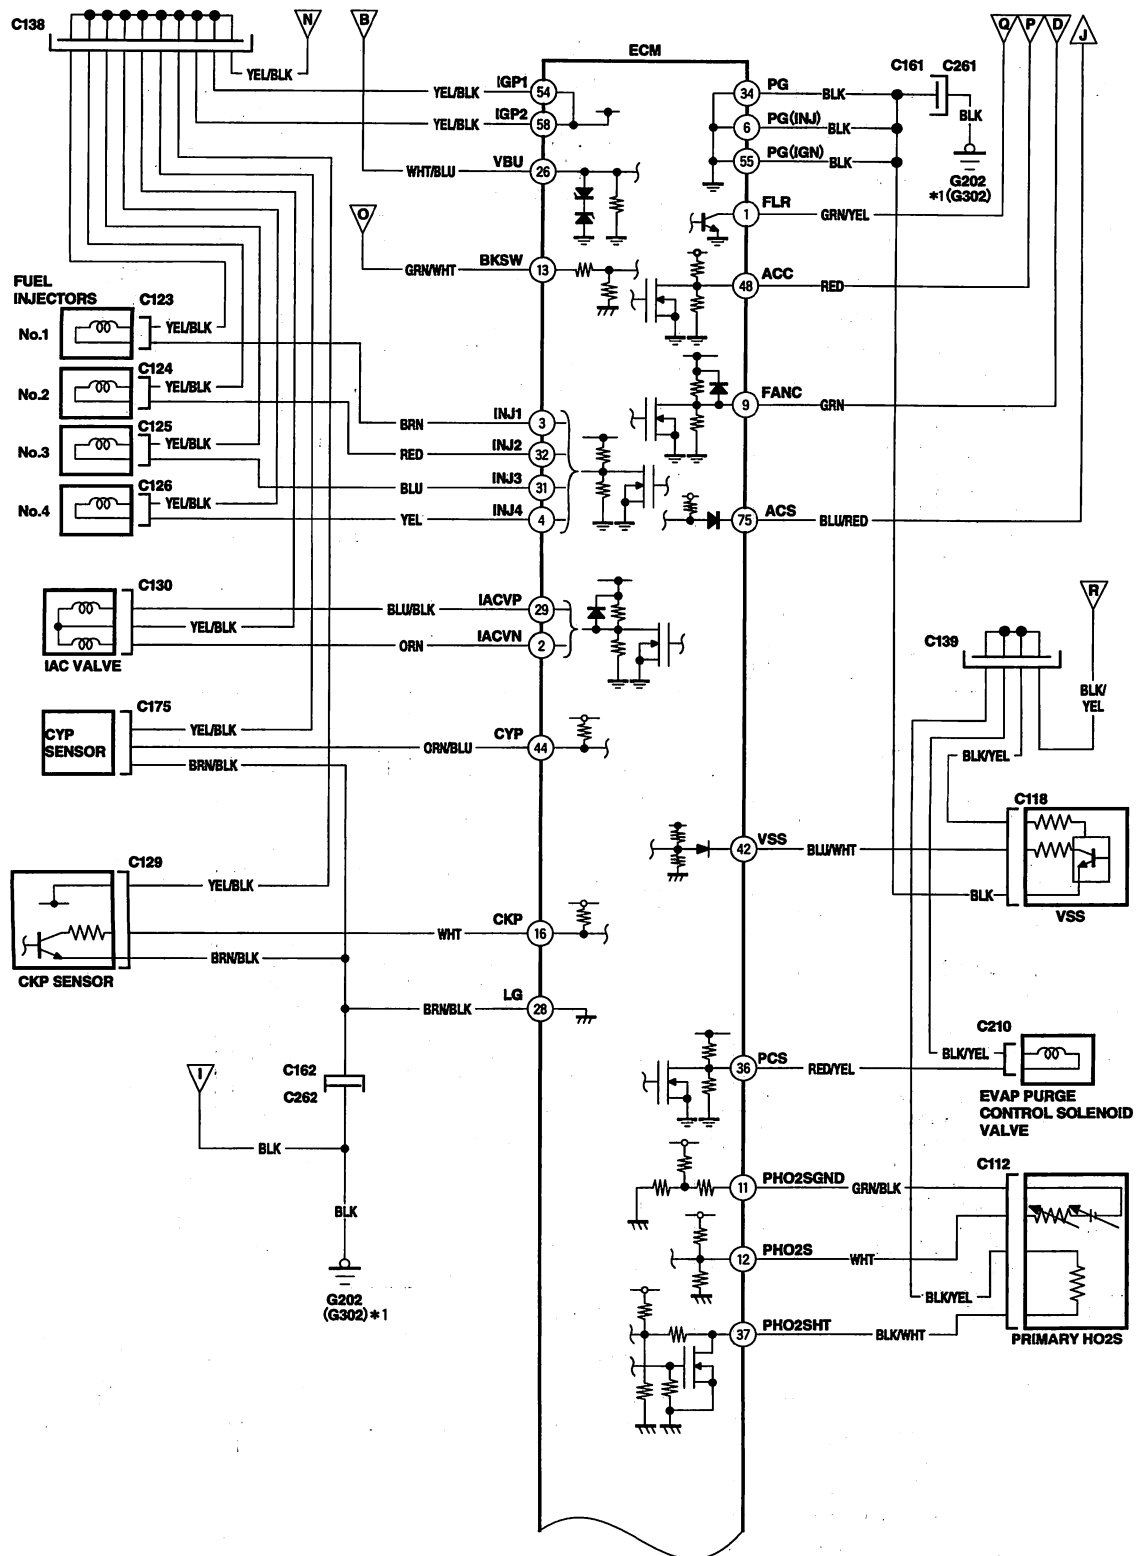 C138
N
B
Q P D J
ECM
YEL/BLK
YEL/BLK IGP1 54
YEL/BLK IGP2 58
WHT/BLU VBU 26
O
GRN/WHT BKSW 13
34 PG BLK
6 PG(INJ) BLK
55 PG(IGN) BLK
C161 C261
BLK
G202
*1(G302)
1 FLR GRN/YEL
48 ACC RED
9 FANC GRN
75 ACS BLU/RED
FUEL
INJECTORS
No.1 C123 YEL/BLK
No.2 C124 YEL/BLK
No.3 C125 YEL/BLK
No.4 C126 YEL/BLK
BRN INJ1 3
RED INJ2 32
BLU INJ3 31
YEL INJ4 4
C130
BLU/BLK IACVP 29
YEL/BLK
ORN IACVN 2
IAC VALVE
R
C139
BLK/
YEL
BLK/YEL
C175
CYP
SENSOR
YEL/BLK
ORN/BLU CYP 44
BRN/BLK
C118
42 VSS BLU/WHT
BLK
VSS
C129
YEL/BLK
WHT CKP 16
BRN/BLK
CKP SENSOR
BRN/BLK LG 28
I
C162
C262
BLK
BLK
G202
(G302)*1
36 PCS RED/YEL
C210
BLK/YEL
EVAP PURGE
CONTROL SOLENOID
VALVE
C112
11 PHO2SGND GRN/BLK
12 PHO2S WHT
BLK/YEL
37 PHO2SHT BLK/WHT
PRIMARY HO2S